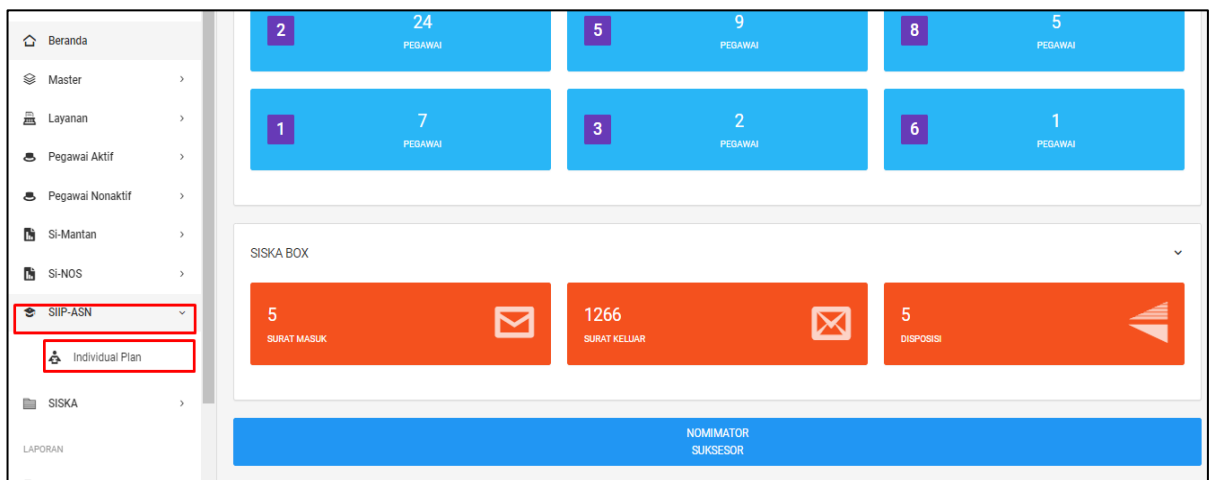 Beranda
Master
Layanan
Pegawai Aktif
Pegawai Nonaktif
Si-Mantan
Si-NOS
SIIP-ASN
Individual Plan
SISKA
LAPORAN
2
24
PEGAWAI
5
9
PEGAWAI
8
5
PEGAWAI
1
7
PEGAWAI
3
2
PEGAWAI
6
1
PEGAWAI
SISKA BOX
5
SURAT MASUK
1266
SURAT KELUAR
5
DISPOSISI
NOMIMATOR
SUKSESOR